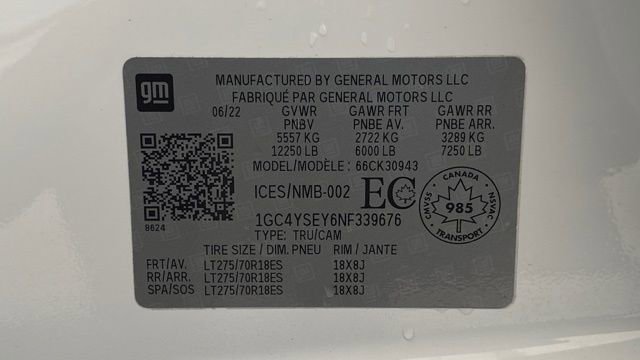 gm
MANUFACTURED BY GENERAL MOTORS LLC
FABRIQUÉ PAR GENERAL MOTORS LLC
06/22 GVWR GAWR FRT GAWR RR
PNBV PNBE AV. PNBE ARR.
5557 KG 2722 KG 3289 KG
12250 LB 6000 LB 7250 LB
MODEL/MODÈLE: 66CK30943
ICES/NMB-002 EC
CANADA
CMVSS 985 NSVAC
TRANSPORT
8624
1GC4YSEY6NF339676
TYPE: TRU/CAM
TIRE SIZE / DIM. PNEU RIM / JANTE
FRT/AV. LT275/70R18ES 18X8J
RR/ARR. LT275/70R18ES 18X8J
SPA/SOS LT275/70R18ES 18X8J